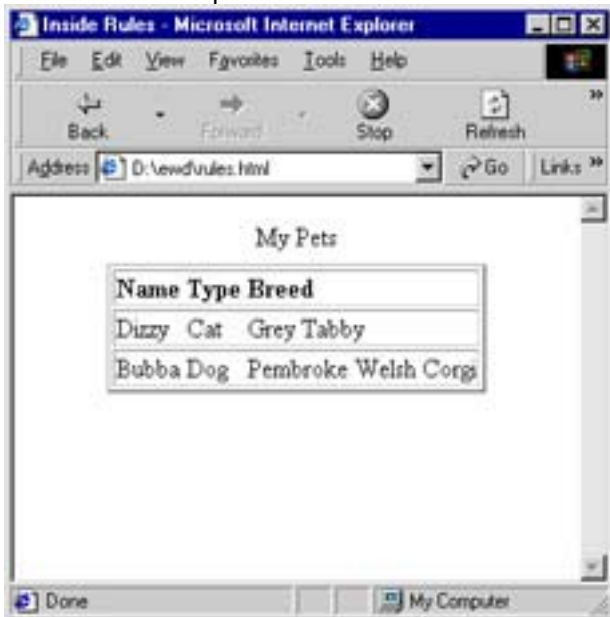 Inside Rules - Microsoft Internet Explorer
File Edit View Favorites Tools Help
Back Forward Stop Refresh »
Address D:\ewd\rules.html Go Links »
My Pets
Name Type Breed
Dizzy Cat Grey Tabby
Bubba Dog Pembroke Welsh Corgi
Done My Computer